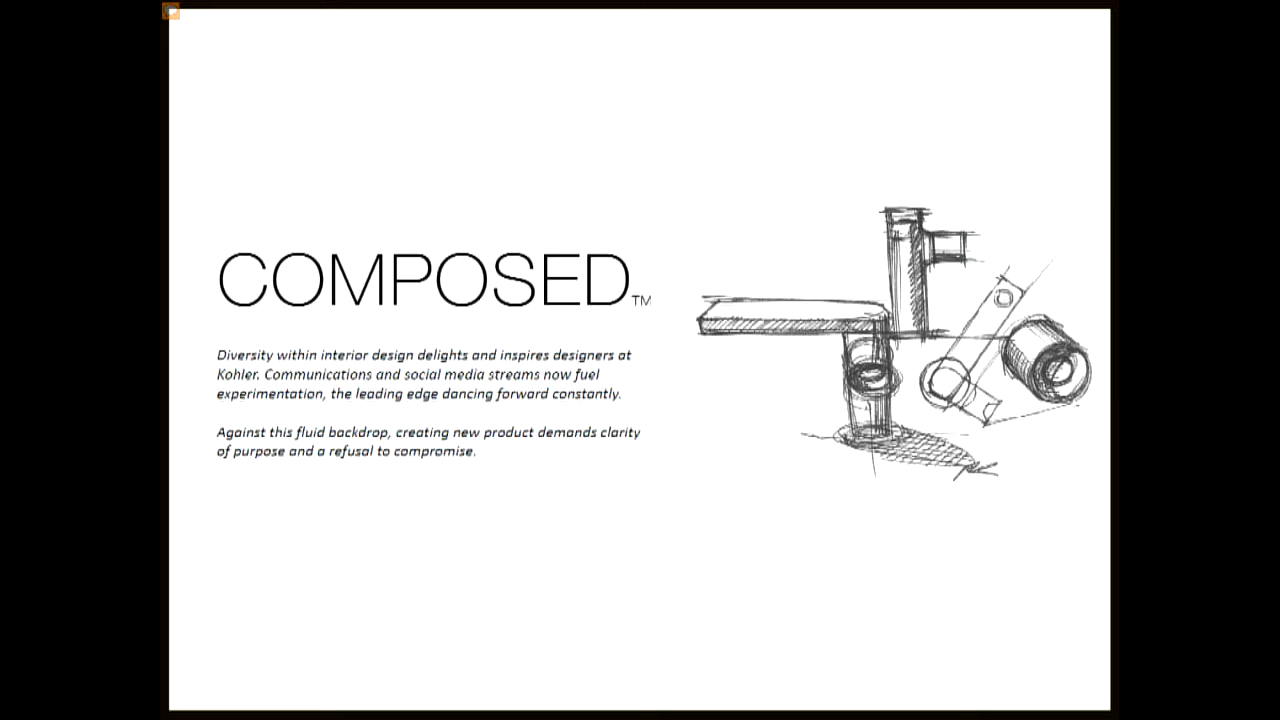 COMPOSED™
Diversity within interior design delights and inspires designers at
Kohler. Communications and social media streams now fuel
experimentation, the leading edge dancing forward constantly.
Against this fluid backdrop, creating new product demands clarity
of purpose and a refusal to compromise.